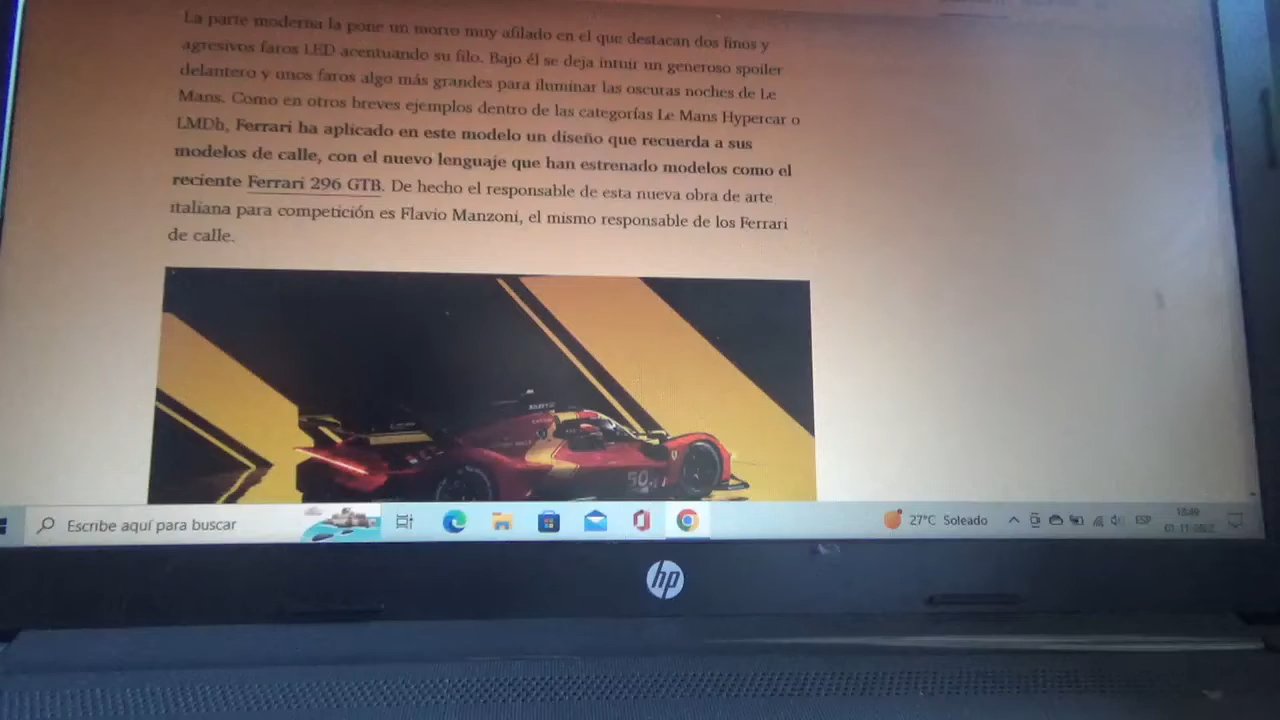 La parte moderna la pone un morro muy afilado en el que destacan dos finos y
agresivos faros LED acentuando su filo. Bajo él se deja intuir un generoso spoiler
delantero y unos faros algo más grandes para iluminar las oscuras noches de Le
Mans. Como en otros breves ejemplos dentro de las categorías Le Mans Hypercar o
LMDh, Ferrari ha aplicado en este modelo un diseño que recuerda a sus
modelos de calle, con el nuevo lenguaje que han estrenado modelos como el
reciente Ferrari 296 GTB. De hecho el responsable de esta nueva obra de arte
italiana para competición es Flavio Manzoni, el mismo responsable de los Ferrari
de calle.
50
Escribe aquí para buscar
27°C Soleado
ESP
hp